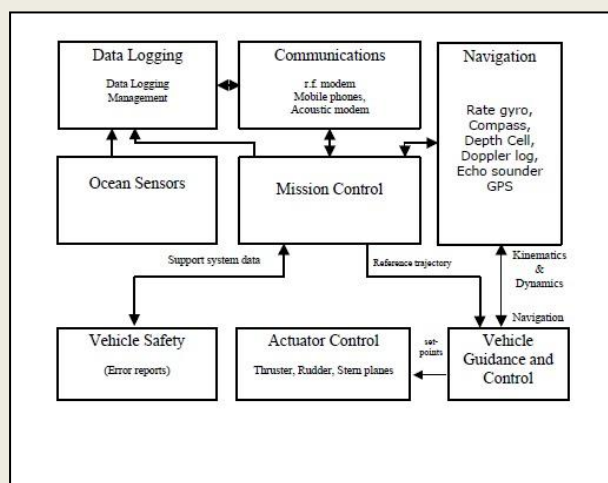 Data Logging
Data Logging
Management
Communications
r.f. modem
Mobile phones,
Acoustic modem
Navigation
Rate gyro,
Compass,
Depth Cell,
Doppler log,
Echo sounder
GPS
Ocean Sensors
Mission Control
Support system data
Reference trajectory
Kinematics
&
Dynamics
Navigation
Vehicle Safety
(Error reports)
Actuator Control
Thruster, Rudder, Stern planes
set-
points
Vehicle
Guidance and
Control